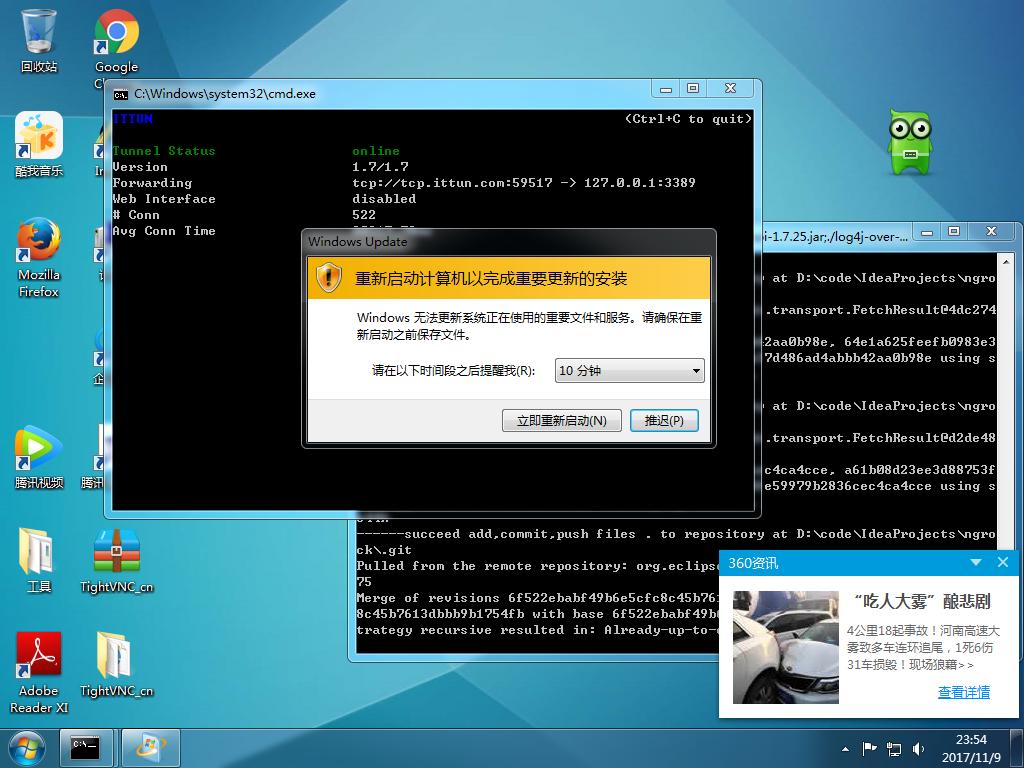 回收站
Google
酷我音乐
Mozilla
Firefox
腾讯视频
腾讯
工具
TightVNC_cn
Adobe
Reader XI
TightVNC_cn
C:\Windows\system32\cmd.exe
ITTUN (Ctrl+C to quit)
Tunnel Status online
Version 1.7/1.7
Forwarding tcp://tcp.ittun.com:59517 -> 127.0.0.1:3389
Web Interface disabled
# Conn 522
Avg Conn Time
Windows Update
重新启动计算机以完成重要更新的安装
Windows 无法更新系统正在使用的重要文件和服务。请确保在重
新启动之前保存文件。
请在以下时间段之后提醒我(R): 10 分钟
立即重新启动(N) 推迟(P)
i-1.7.25.jar;./log4j-over-...
at D:\code\IdeaProjects\ngro
.transport.FetchResult@4dc274
2aa0b98e, 64e1a625feefb0983e3
7d486ad4abbb42aa0b98e using s
at D:\code\IdeaProjects\ngro
.transport.FetchResult@d2de48
c4ca4cce, a61b08d23ee3d88753f
e59979b2836cec4ca4cce using s
------succeed add,commit,push files . to repository at D:\code\IdeaProjects\ngro
ck\.git
Pulled from the remote repository: org.eclips
75
Merge of revisions 6f522ebabf49b6e5cfc8c45b761
8c45b7613dbbb9b1754fb with base 6f522ebabf49b
trategy recursive resulted in: Already-up-to-
360资讯
“吃人大雾”酿悲剧
4公里18起事故！河南高速大
雾致多车连环追尾，1死6伤
31车损毁！现场狼藉>>
查看详情
23:54
2017/11/9